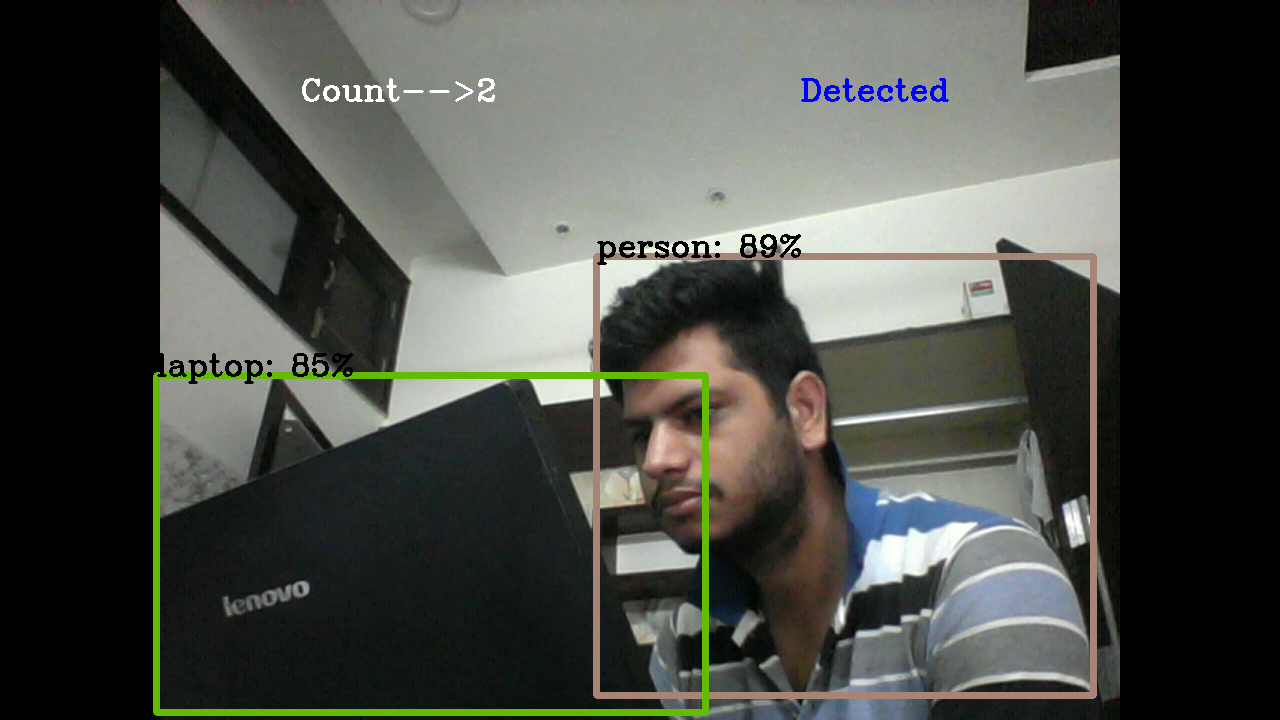 Count-->2
Detected
person: 89%
laptop: 85%
lenovo